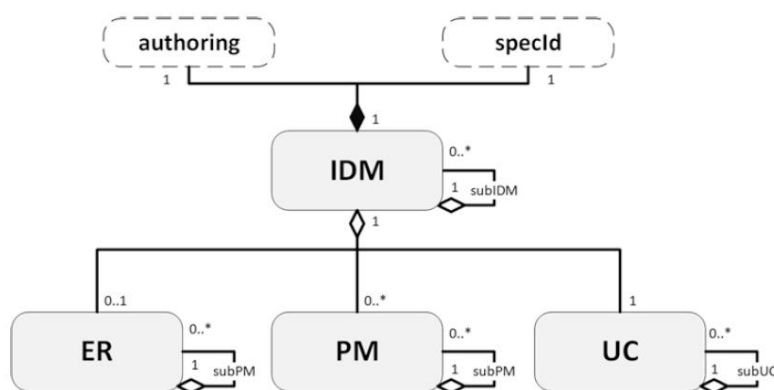 authoring
specId
1
1
1
IDM
0..*
1
subIDM
1
0..1
0..*
1
ER
0..*
1
subPM
PM
0..*
1
subPM
UC
0..*
1
subUC